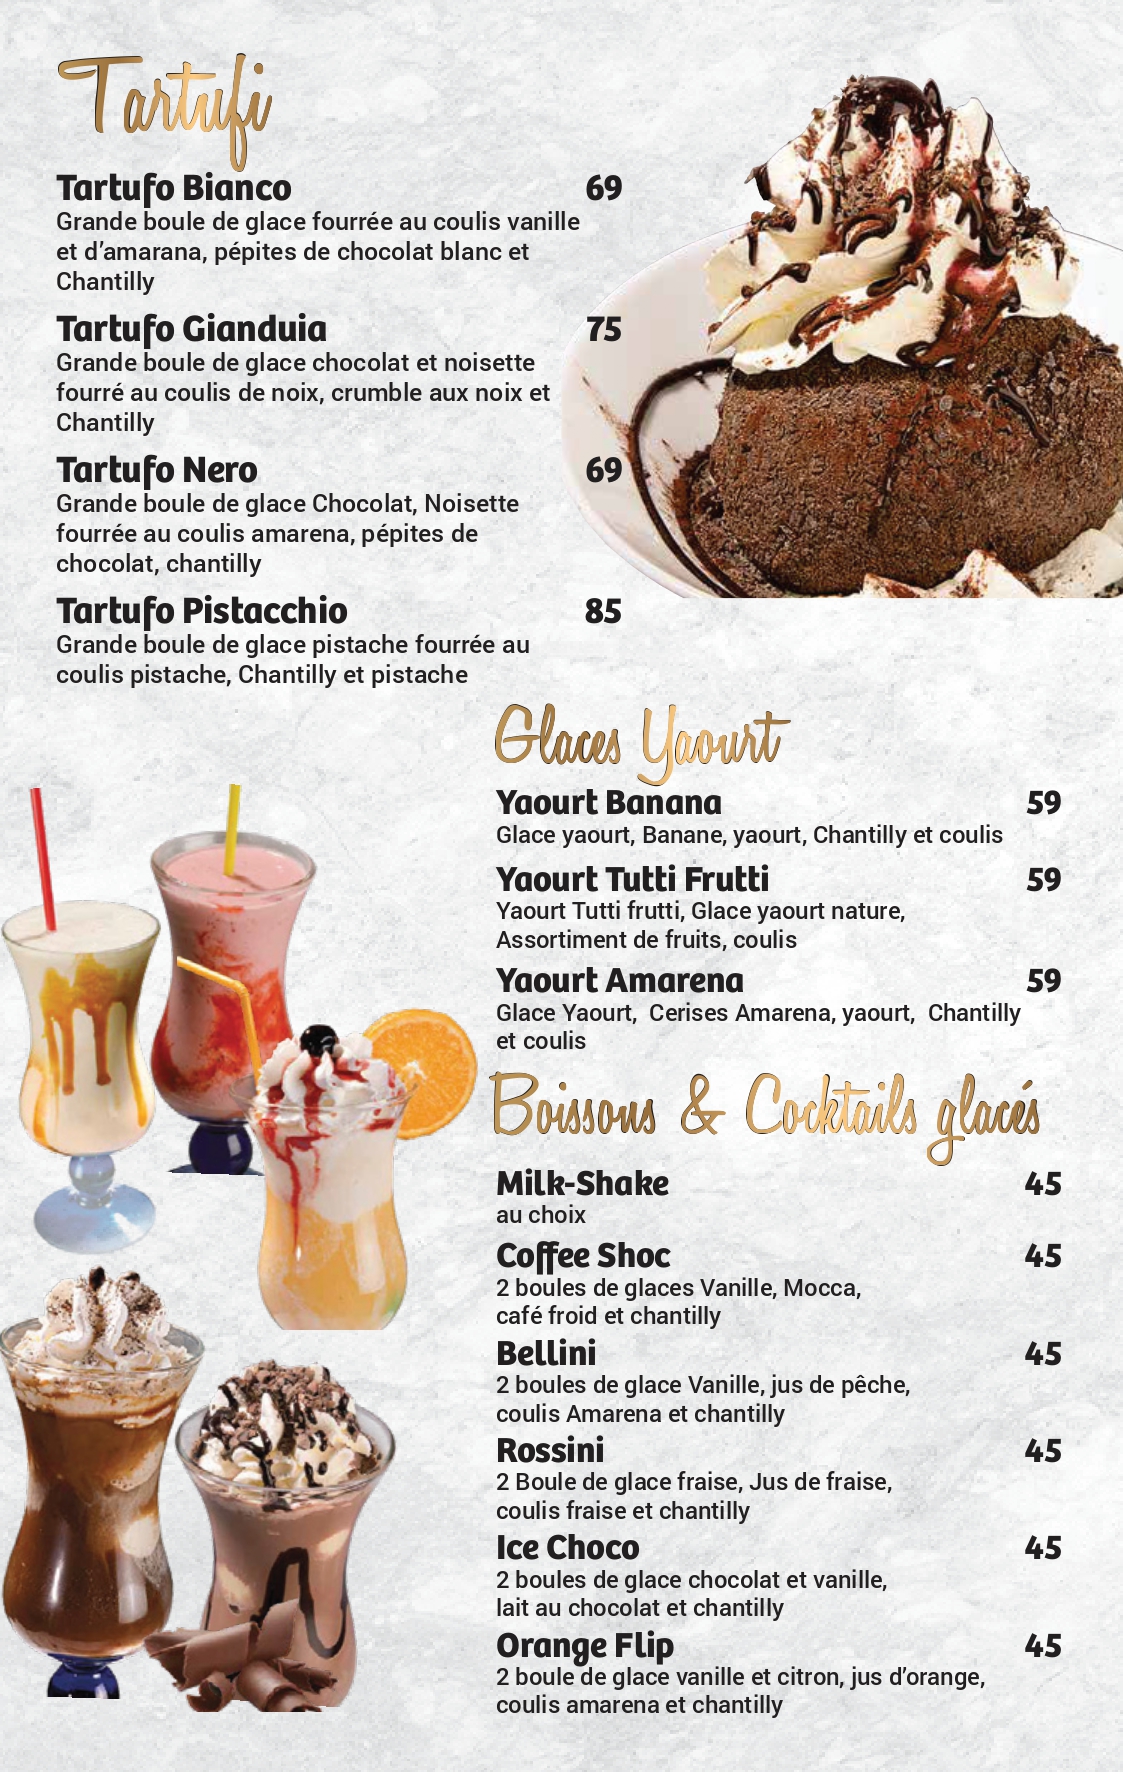 Tartufi
Tartufo Bianco 69
Grande boule de glace fourrée au coulis vanille
et d’amarana, pépites de chocolat blanc et
Chantilly
Tartufo Gianduia 75
Grande boule de glace chocolat et noisette
fourré au coulis de noix, crumble aux noix et
Chantilly
Tartufo Nero 69
Grande boule de glace Chocolat, Noisette
fourrée au coulis amarena, pépites de
chocolat, chantilly
Tartufo Pistacchio 85
Grande boule de glace pistache fourrée au
coulis pistache, Chantilly et pistache
Glaces Yaourt
Yaourt Banana 59
Glace yaourt, Banane, yaourt, Chantilly et coulis
Yaourt Tutti Frutti 59
Yaourt Tutti frutti, Glace yaourt nature,
Assortiment de fruits, coulis
Yaourt Amarena 59
Glace Yaourt, Cerises Amarena, yaourt, Chantilly
et coulis
Boissons & Cocktails glacés
Milk-Shake 45
au choix
Coffee Shoc 45
2 boules de glaces Vanille, Mocca,
café froid et chantilly
Bellini 45
2 boules de glace Vanille, jus de pêche,
coulis Amarena et chantilly
Rossini 45
2 Boule de glace fraise, Jus de fraise,
coulis fraise et chantilly
Ice Choco 45
2 boules de glace chocolat et vanille,
lait au chocolat et chantilly
Orange Flip 45
2 boule de glace vanille et citron, jus d’orange,
coulis amarena et chantilly